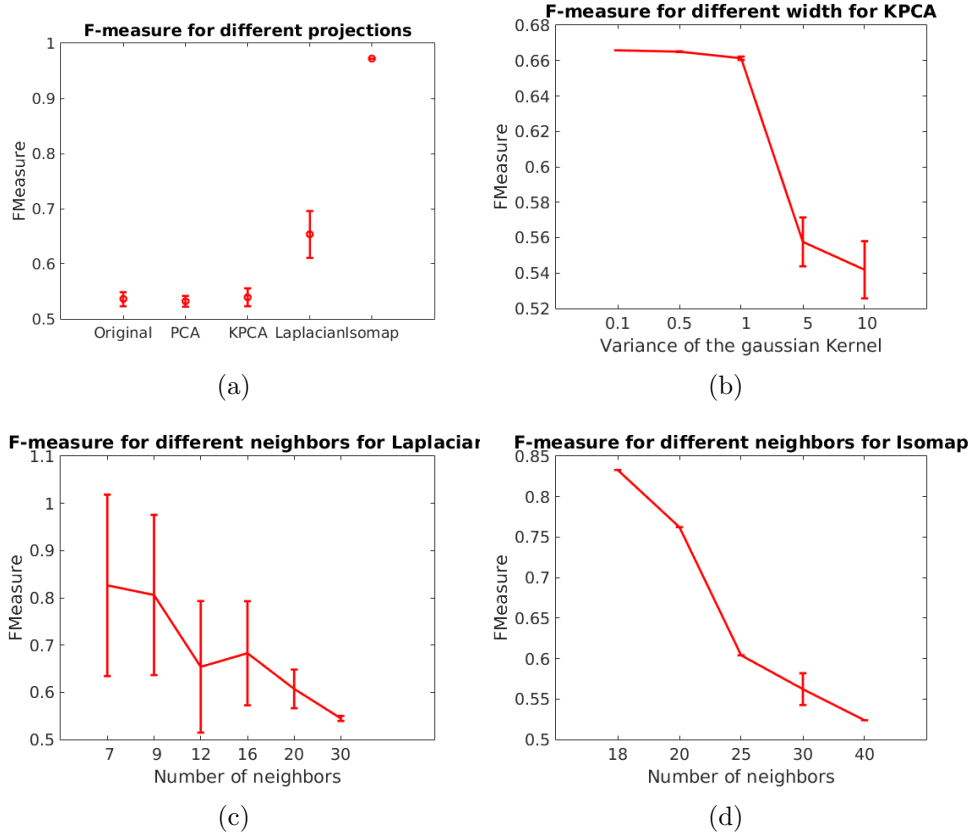 F-measure for different projections
1
0.9
0.8
0.7
0.6
0.5
FMeasure
Original PCA KPCA LaplacianIsomap
(a)
F-measure for different width for KPCA
0.68
0.66
0.64
0.62
0.6
0.58
0.56
0.54
0.52
FMeasure
0.1 0.5 1 5 10
Variance of the gaussian Kernel
(b)
F-measure for different neighbors for Laplacian
1.1
1
0.9
0.8
0.7
0.6
0.5
FMeasure
7 9 12 16 20 30
Number of neighbors
(c)
F-measure for different neighbors for Isomap
0.85
0.8
0.75
0.7
0.65
0.6
0.55
0.5
FMeasure
18 20 25 30 40
Number of neighbors
(d)